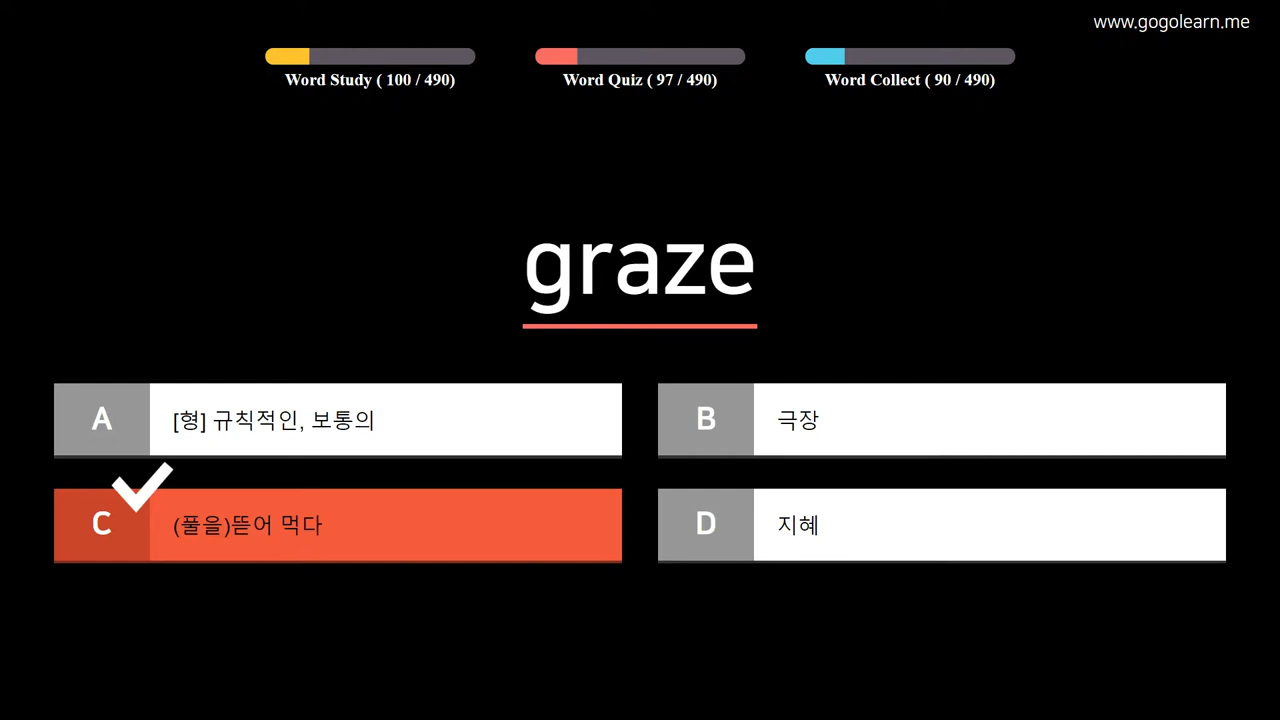 www.gogolearn.me
Word Study ( 100 / 490)
Word Quiz ( 97 / 490)
Word Collect ( 90 / 490)
graze
A [형] 규칙적인, 보통의
B 극장
C (풀을)뜯어 먹다
D 지혜